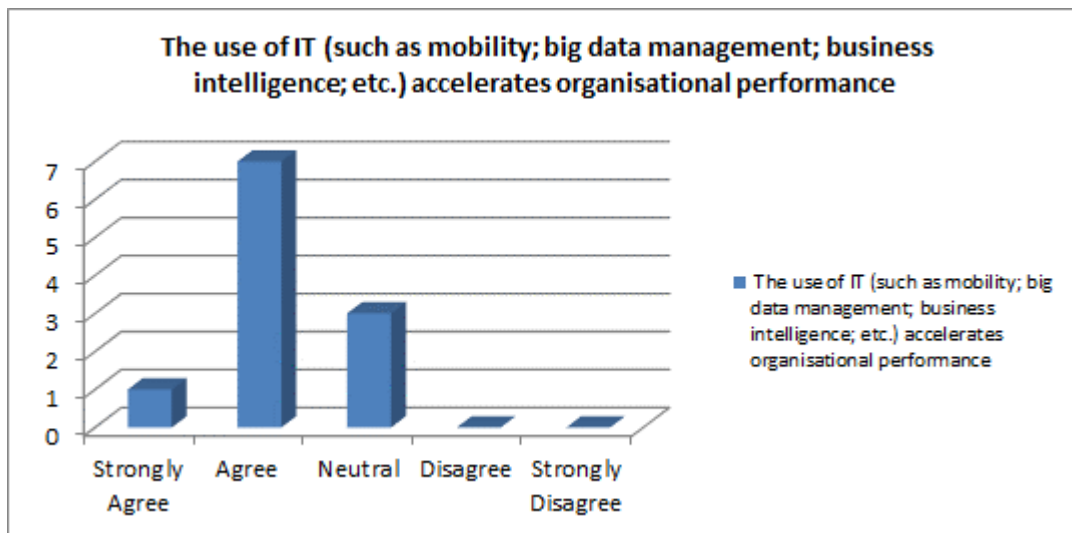 The use of IT (such as mobility; big data management; business
intelligence; etc.) accelerates organisational performance
7
6
5
4
3
2
1
0
Strongly
Agree
Agree
Neutral
Disagree
Strongly
Disagree
The use of IT (such as mobility; big
data management; business
intelligence; etc.) accelerates
organisational performance